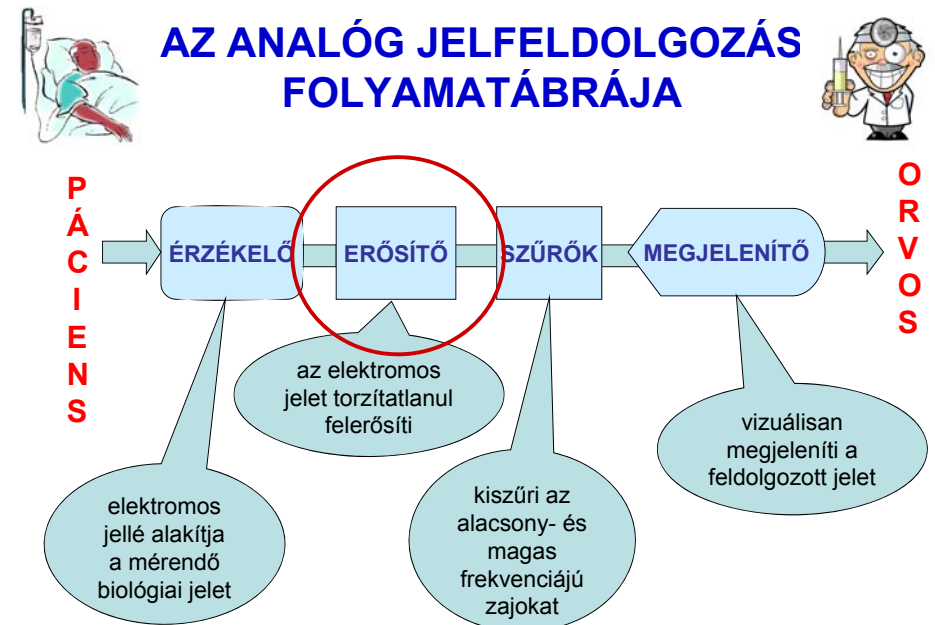 AZ ANALÓG JELFELDOLGOZÁS
FOLYAMATÁBRÁJA
P
Á
C
I
E
N
S
ÉRZÉKELŐ
ERŐSÍTŐ
SZŰRŐK
MEGJELENÍTŐ
O
R
V
O
S
elektromos
jellé alakítja
a mérendő
biológiai jelet
az elektromos
jelet torzítatlanul
felerősíti
kiszűri az
alacsony- és
magas
frekvenciájú
zajokat
vizuálisan
megjeleníti a
feldolgozott jelet